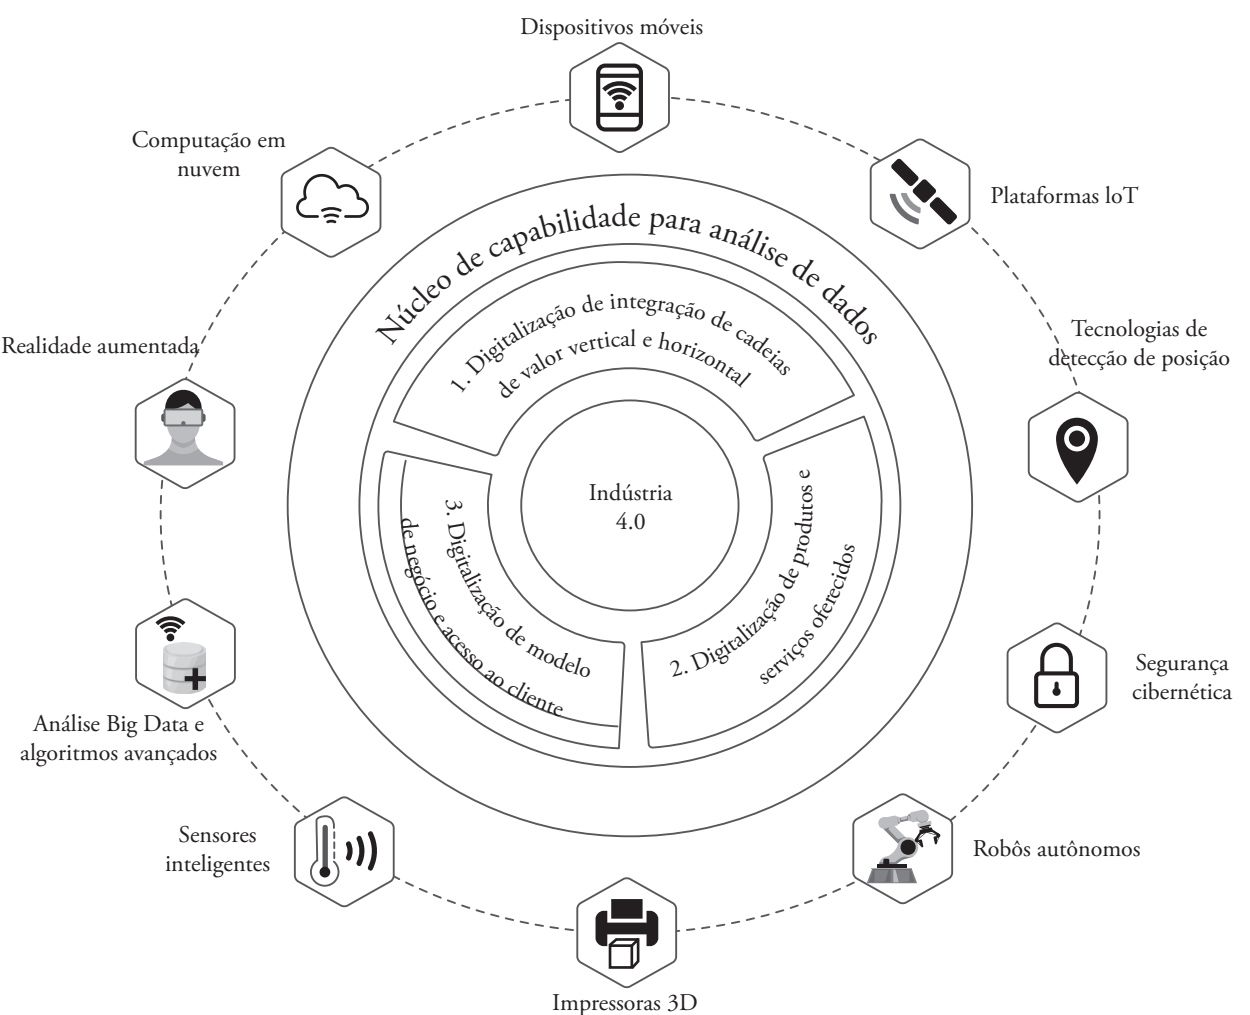 Dispositivos móveis
Computação em
nuvem
Plataformas loT
Núcleo de capabilidade para análise de dados
1. Digitalização de integração de cadeias
de valor vertical e horizontal
Realidade aumentada
Tecnologias de
detecção de posição
Indústria
4.0
2. Digitalização de produtos e
serviços oferecidos
3. Digitalização de modelo
de negócio e acesso ao cliente
Segurança
cibernética
Análise Big Data e
algoritmos avançados
Sensores
inteligentes
Robôs autônomos
Impressoras 3D